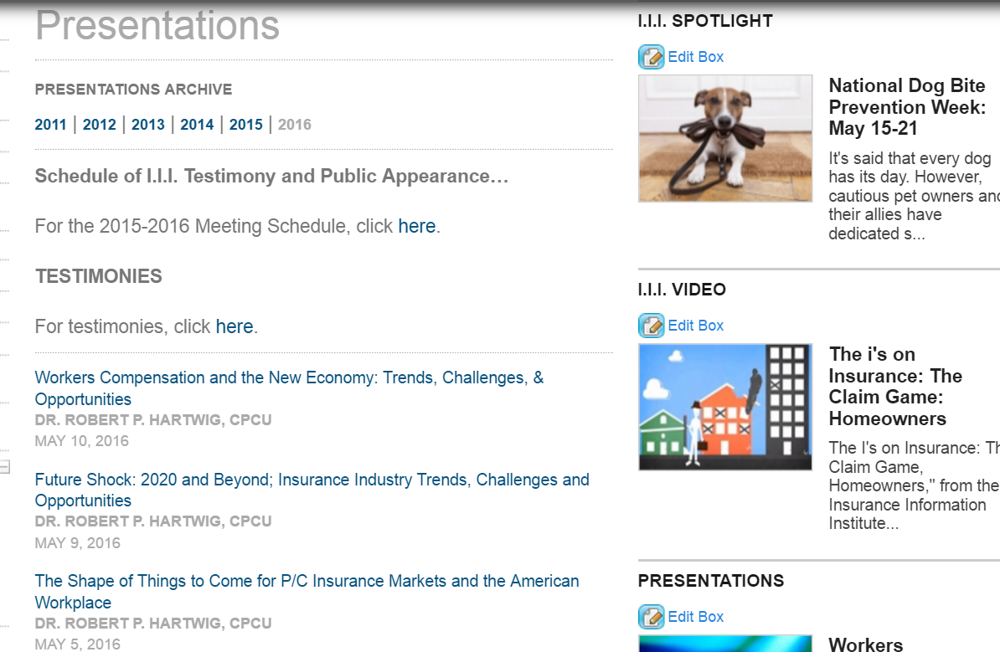 Presentations
PRESENTATIONS ARCHIVE
2011 | 2012 | 2013 | 2014 | 2015 | 2016
Schedule of I.I.I. Testimony and Public Appearance…
For the 2015-2016 Meeting Schedule, click here.
TESTIMONIES
For testimonies, click here.
Workers Compensation and the New Economy: Trends, Challenges, &
Opportunities
DR. ROBERT P. HARTWIG, CPCU
MAY 10, 2016
Future Shock: 2020 and Beyond; Insurance Industry Trends, Challenges and
Opportunities
DR. ROBERT P. HARTWIG, CPCU
MAY 9, 2016
The Shape of Things to Come for P/C Insurance Markets and the American
Workplace
DR. ROBERT P. HARTWIG, CPCU
MAY 5, 2016
I.I.I. SPOTLIGHT
Edit Box
National Dog Bite
Prevention Week:
May 15-21
It's said that every dog
has its day. However,
cautious pet owners and
their allies have
dedicated s...
I.I.I. VIDEO
Edit Box
The i's on
Insurance: The
Claim Game:
Homeowners
The I's on Insurance: Th
Claim Game,
Homeowners," from the
Insurance Information
Institute...
PRESENTATIONS
Edit Box
Workers